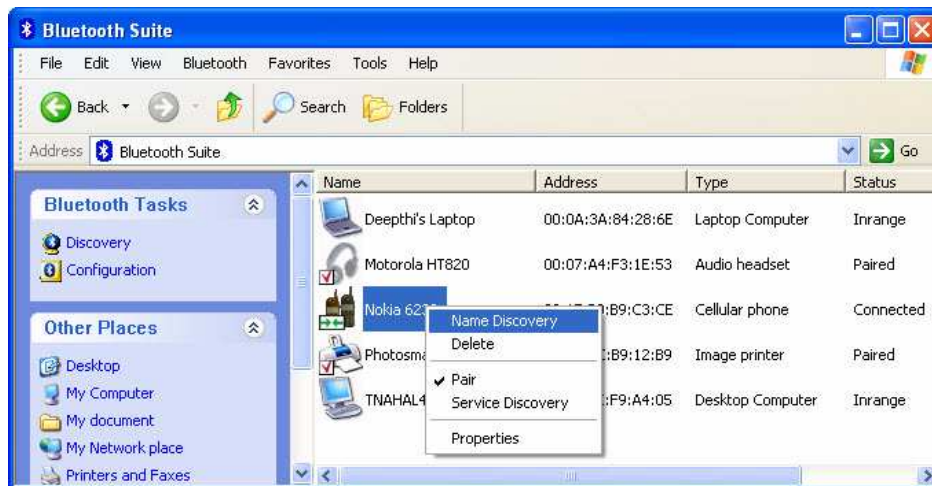 Bluetooth Suite
File Edit View Bluetooth Favorites Tools Help
Back Search Folders
Address Bluetooth Suite Go
Name Address Type Status
Bluetooth Tasks
Discovery
Configuration
Other Places
Desktop
My Computer
My document
My Network place
Printers and Faxes
Deepthi's Laptop 00:0A:3A:84:28:6E Laptop Computer Inrange
Motorola HT820 00:07:A4:F3:1E:53 Audio headset Paired
Nokia :B9:C3:CE Cellular phone Connected
:B9:12:B9 Image printer Paired
:F9:A4:05 Desktop Computer Inrange
Name Discovery
Delete
Pair
Service Discovery
Properties